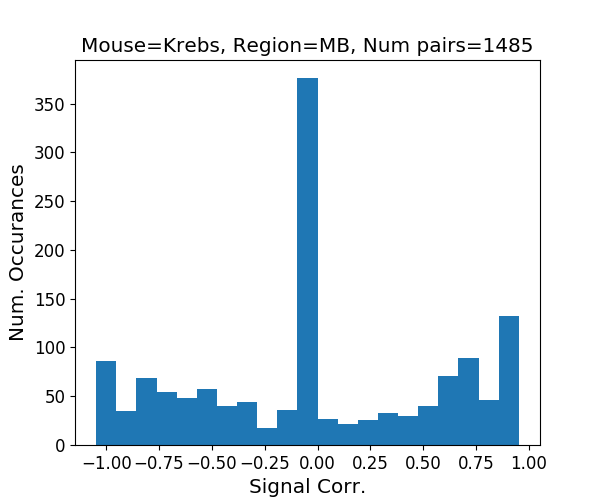 Mouse=Krebs, Region=MB, Num pairs=1485
350
300
250
200
150
100
50
0
Num. Occurances
−1.00 −0.75 −0.50 −0.25 0.00 0.25 0.50 0.75 1.00
Signal Corr.